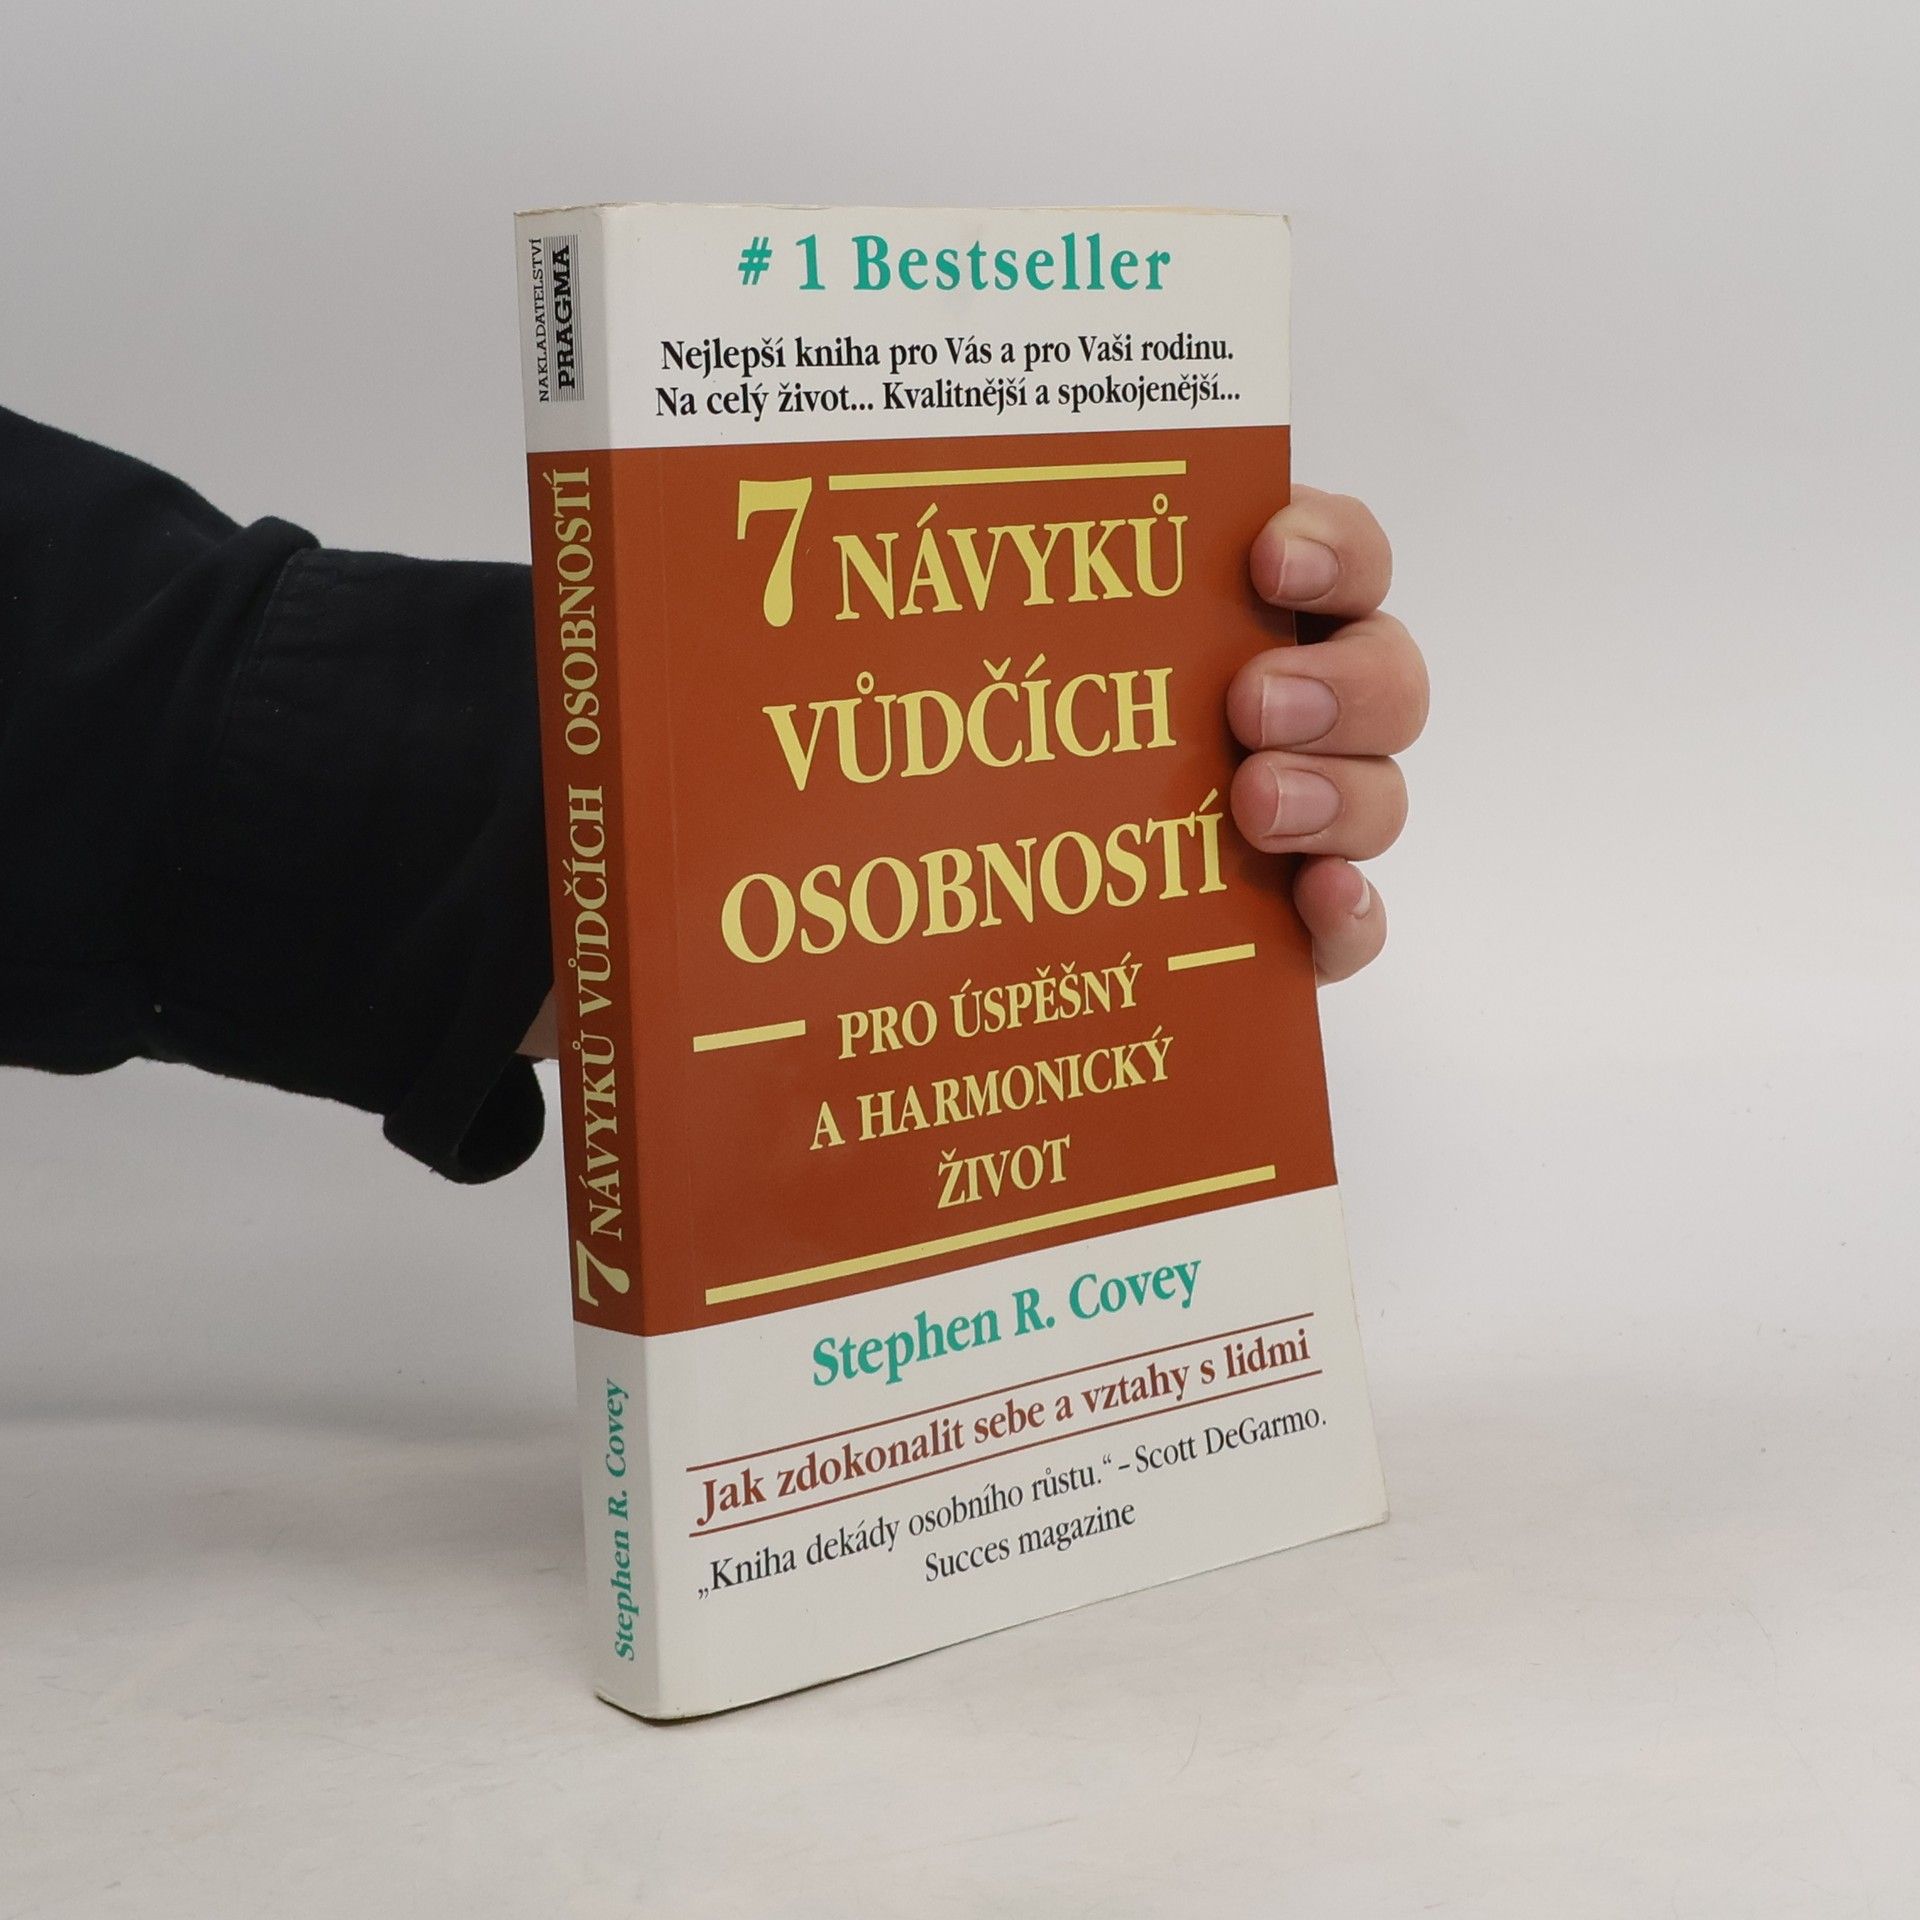 NAKLADATELSTVÍ
PRAGMA
7 NÁVYKŮ VŮDČÍCH OSOBNOSTÍ
Stephen R. Covey
# 1 Bestseller
Nejlepší kniha pro Vás a pro Vaši rodinu.
Na celý život... Kvalitnější a spokojenější...
7 NÁVYKŮ
VŮDČÍCH
OSOBNOSTÍ
PRO ÚSPĚŠNÝ
A HARMONICKÝ
ŽIVOT
Stephen R. Covey
Jak zdokonalit sebe a vztahy s lidmi
„Kniha dekády osobního růstu.“ – Scott DeGarmo.
Succes magazine